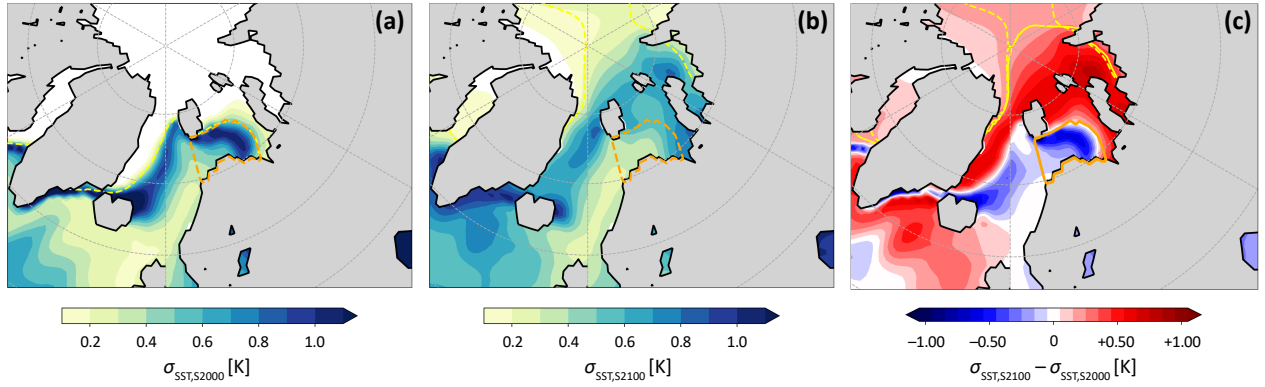 (a) (b) (c)
0.2 0.4 0.6 0.8 1.0 0.2 0.4 0.6 0.8 1.0 −1.00 −0.50 0 +0.50 +1.00
σSST,S2000 [K] σSST,S2100 [K] σSST,S2100 − σSST,S2000 [K]